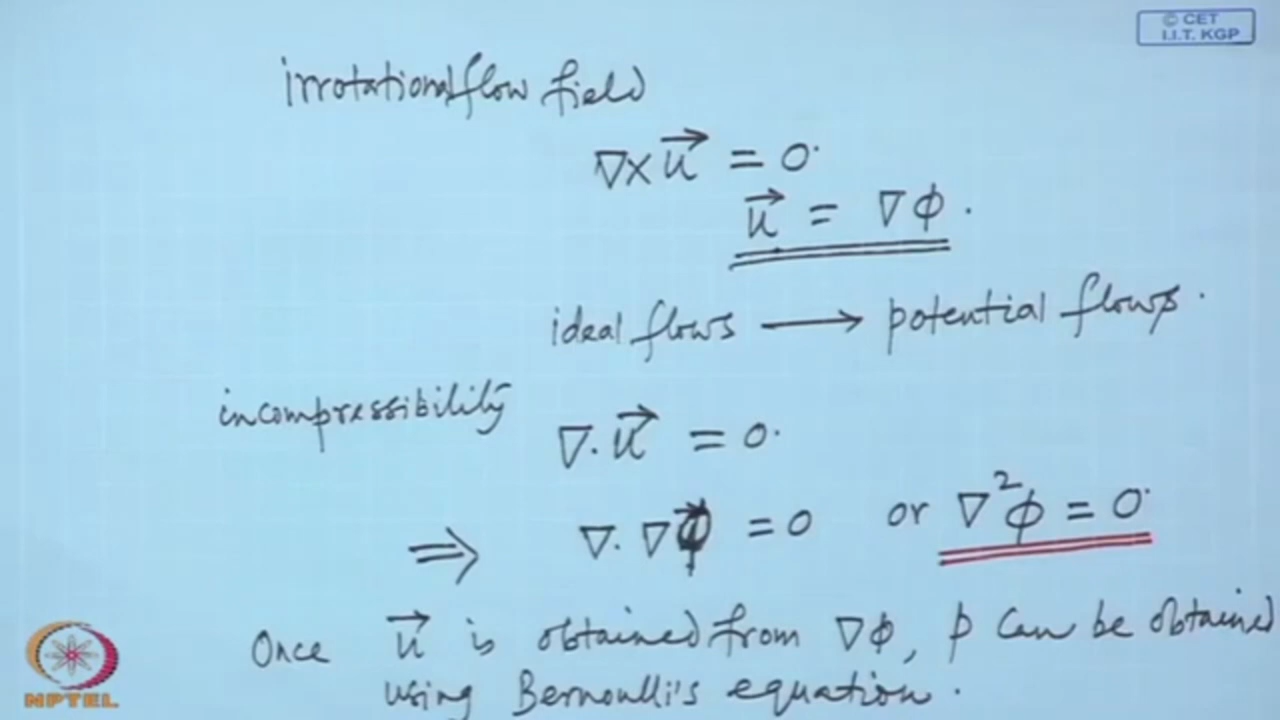 © CET
I.I.T. KGP
irrotational flow field
∇×u⃗ = 0.
u⃗ = ∇ϕ.
ideal flows ⟶ potential flows.
incompressibility
∇.u⃗ = 0.
⇒ ∇.∇ϕ = 0 or ∇²ϕ = 0.
Once u⃗ is obtained from ∇ϕ, p can be obtained
using Bernoulli's equation.
NPTEL